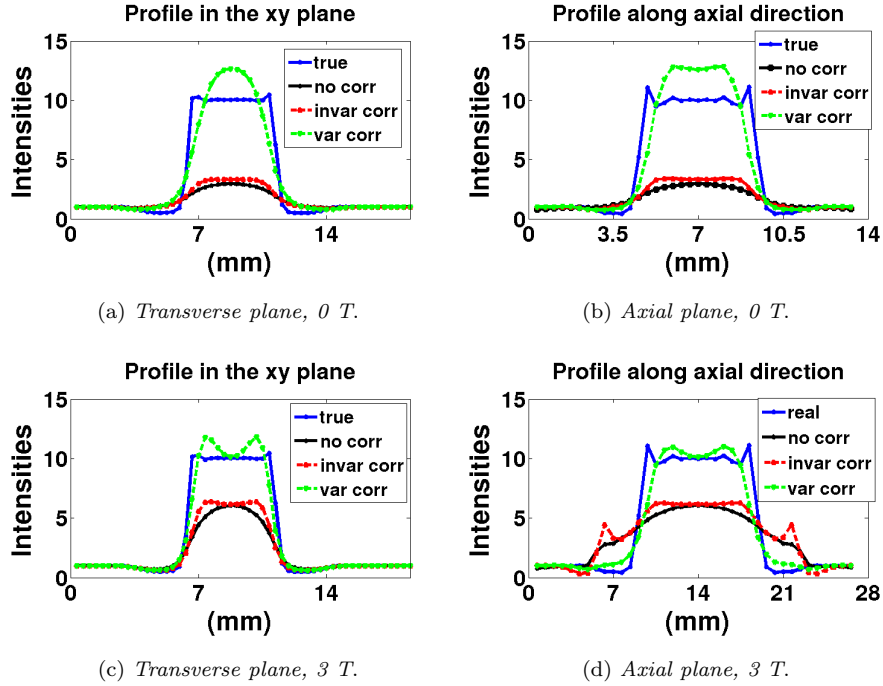 Profile in the xy plane
Intensities
15
10
5
0
0 7 14
(mm)
true
no corr
invar corr
var corr
(a) Transverse plane, 0 T.
Profile along axial direction
Intensities
15
10
5
0
0 3.5 7 10.5 14
(mm)
true
no corr
invar corr
var corr
(b) Axial plane, 0 T.
Profile in the xy plane
Intensities
15
10
5
0
0 7 14
(mm)
true
no corr
invar corr
var corr
(c) Transverse plane, 3 T.
Profile along axial direction
Intensities
15
10
5
0
0 7 14 21 28
(mm)
real
no corr
invar corr
var corr
(d) Axial plane, 3 T.